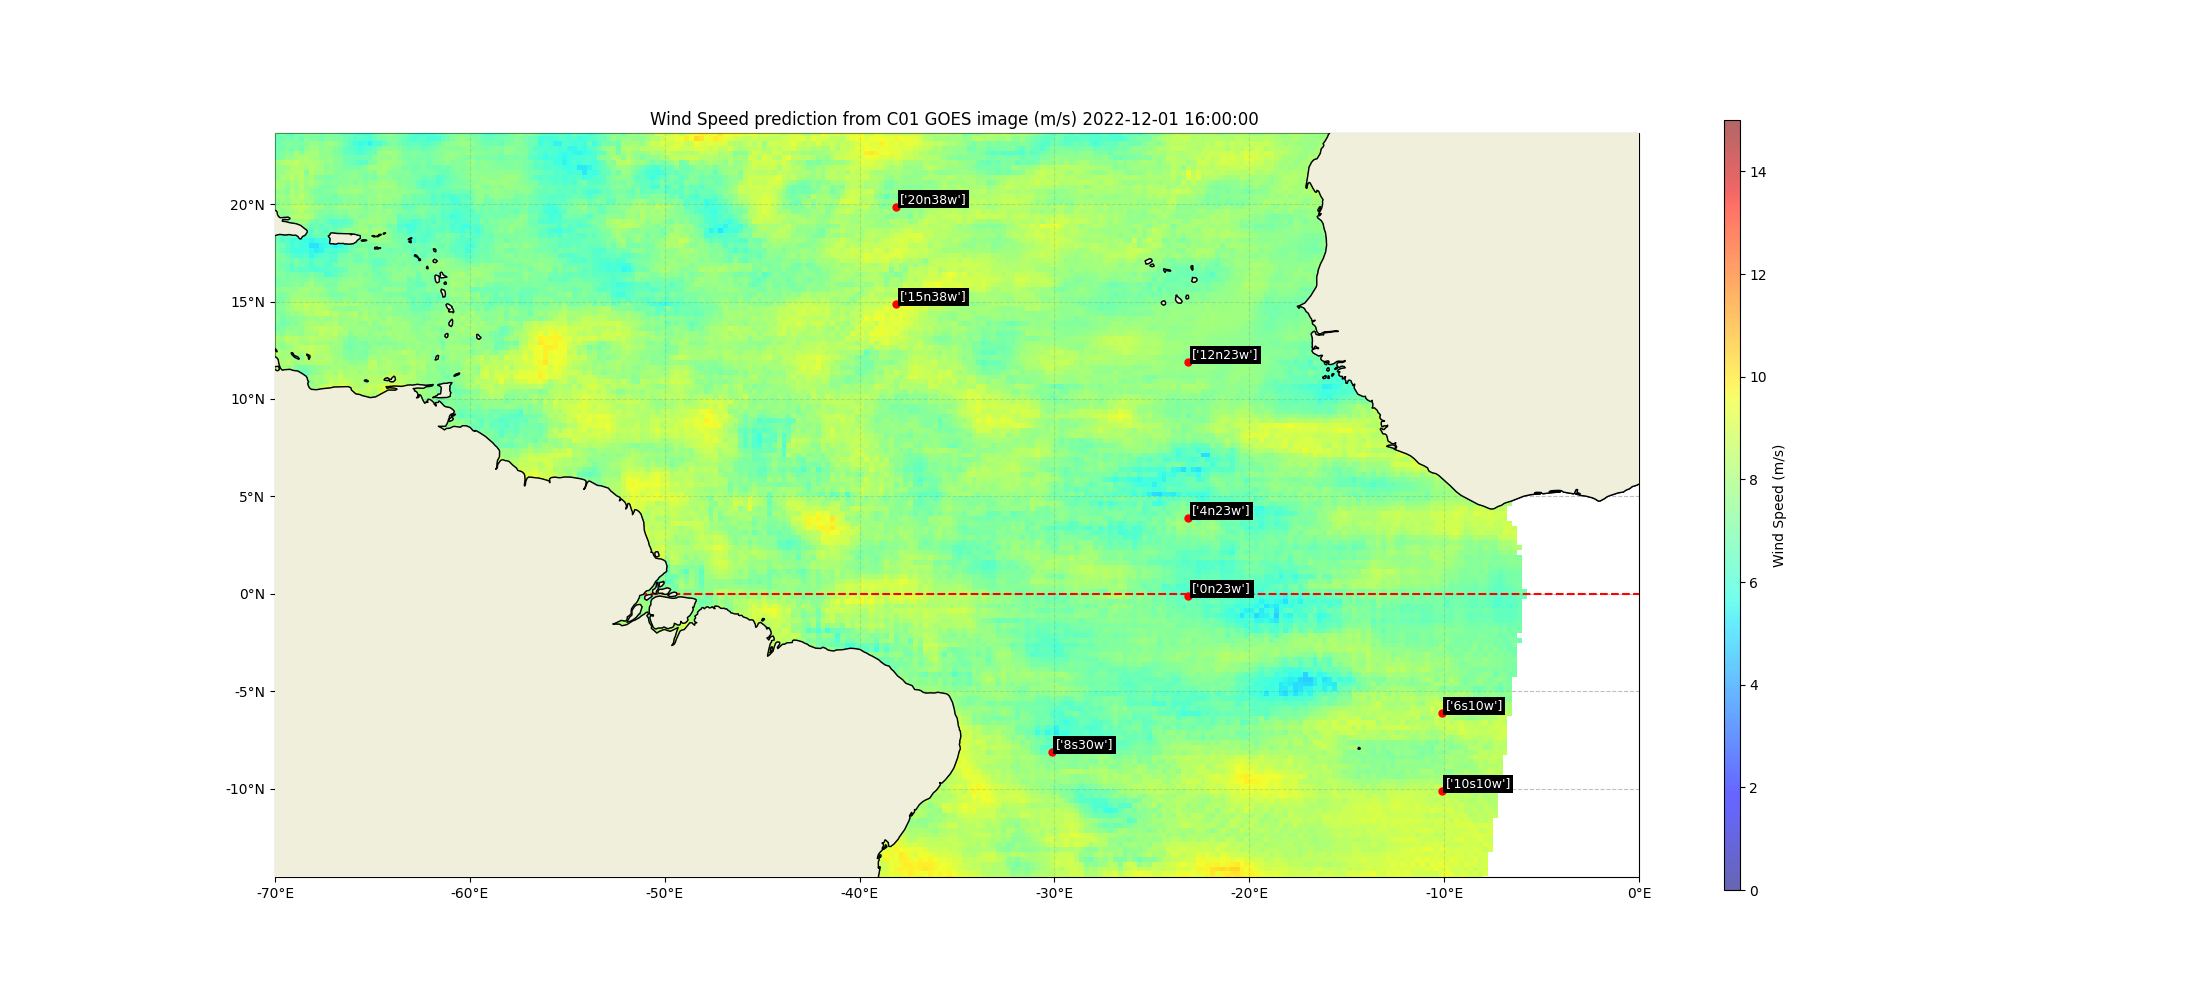 Wind Speed prediction from C01 GOES image (m/s) 2022-12-01 16:00:00
14
20°N
['20n38w']
12
15°N
['15n38w']
['12n23w']
10
10°N
8
Wind Speed (m/s)
5°N
['4n23w']
6
0°N
['0n23w']
4
-5°N
['6s10w']
['8s30w']
2
-10°N
['10s10w']
0
-70°E
-60°E
-50°E
-40°E
-30°E
-20°E
-10°E
0°E